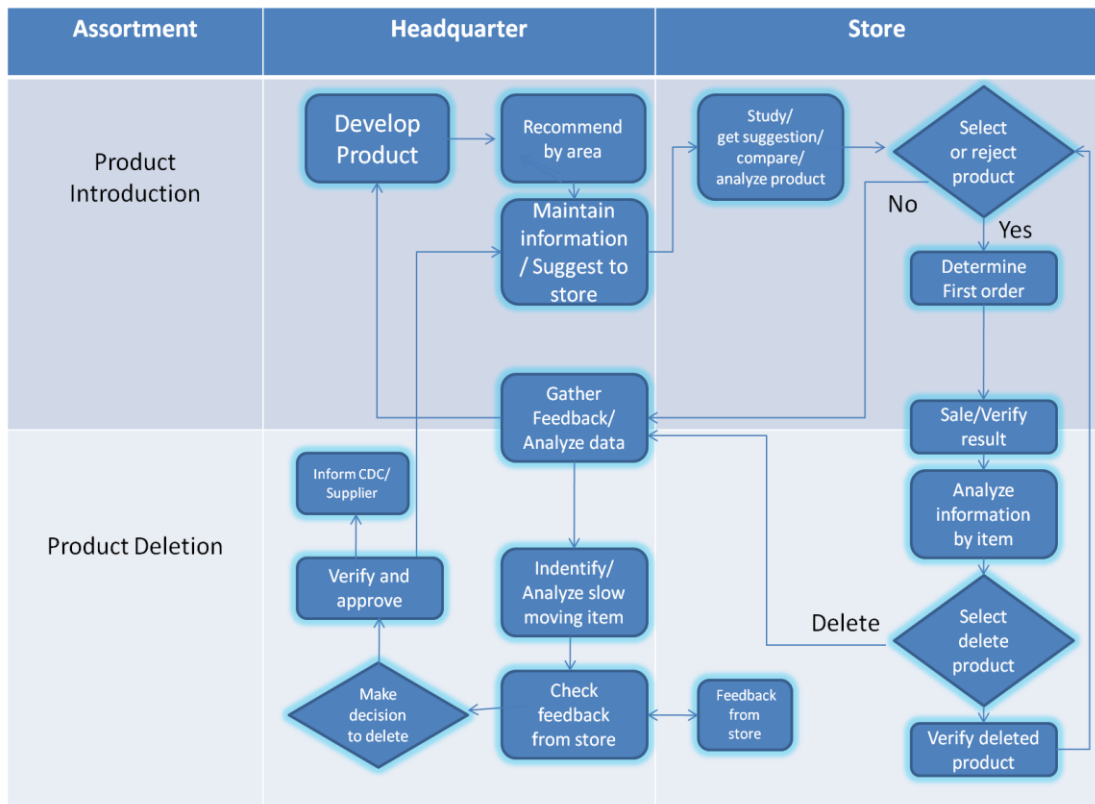 Assortment
Headquarter
Store
Product
Introduction
Develop
Product
Recommend
by area
Maintain
information
/ Suggest to
store
Study/
get suggestion/
compare/
analyze product
Select
or reject
product
No
Yes
Determine
First order
Gather
Feedback/
Analyze data
Sale/Verify
result
Product Deletion
Inform CDC/
Supplier
Verify and
approve
Indentify/
Analyze slow
moving item
Analyze
information
by item
Delete
Select
delete
product
Make
decision
to delete
Check
feedback
from store
Feedback
from
store
Verify deleted
product